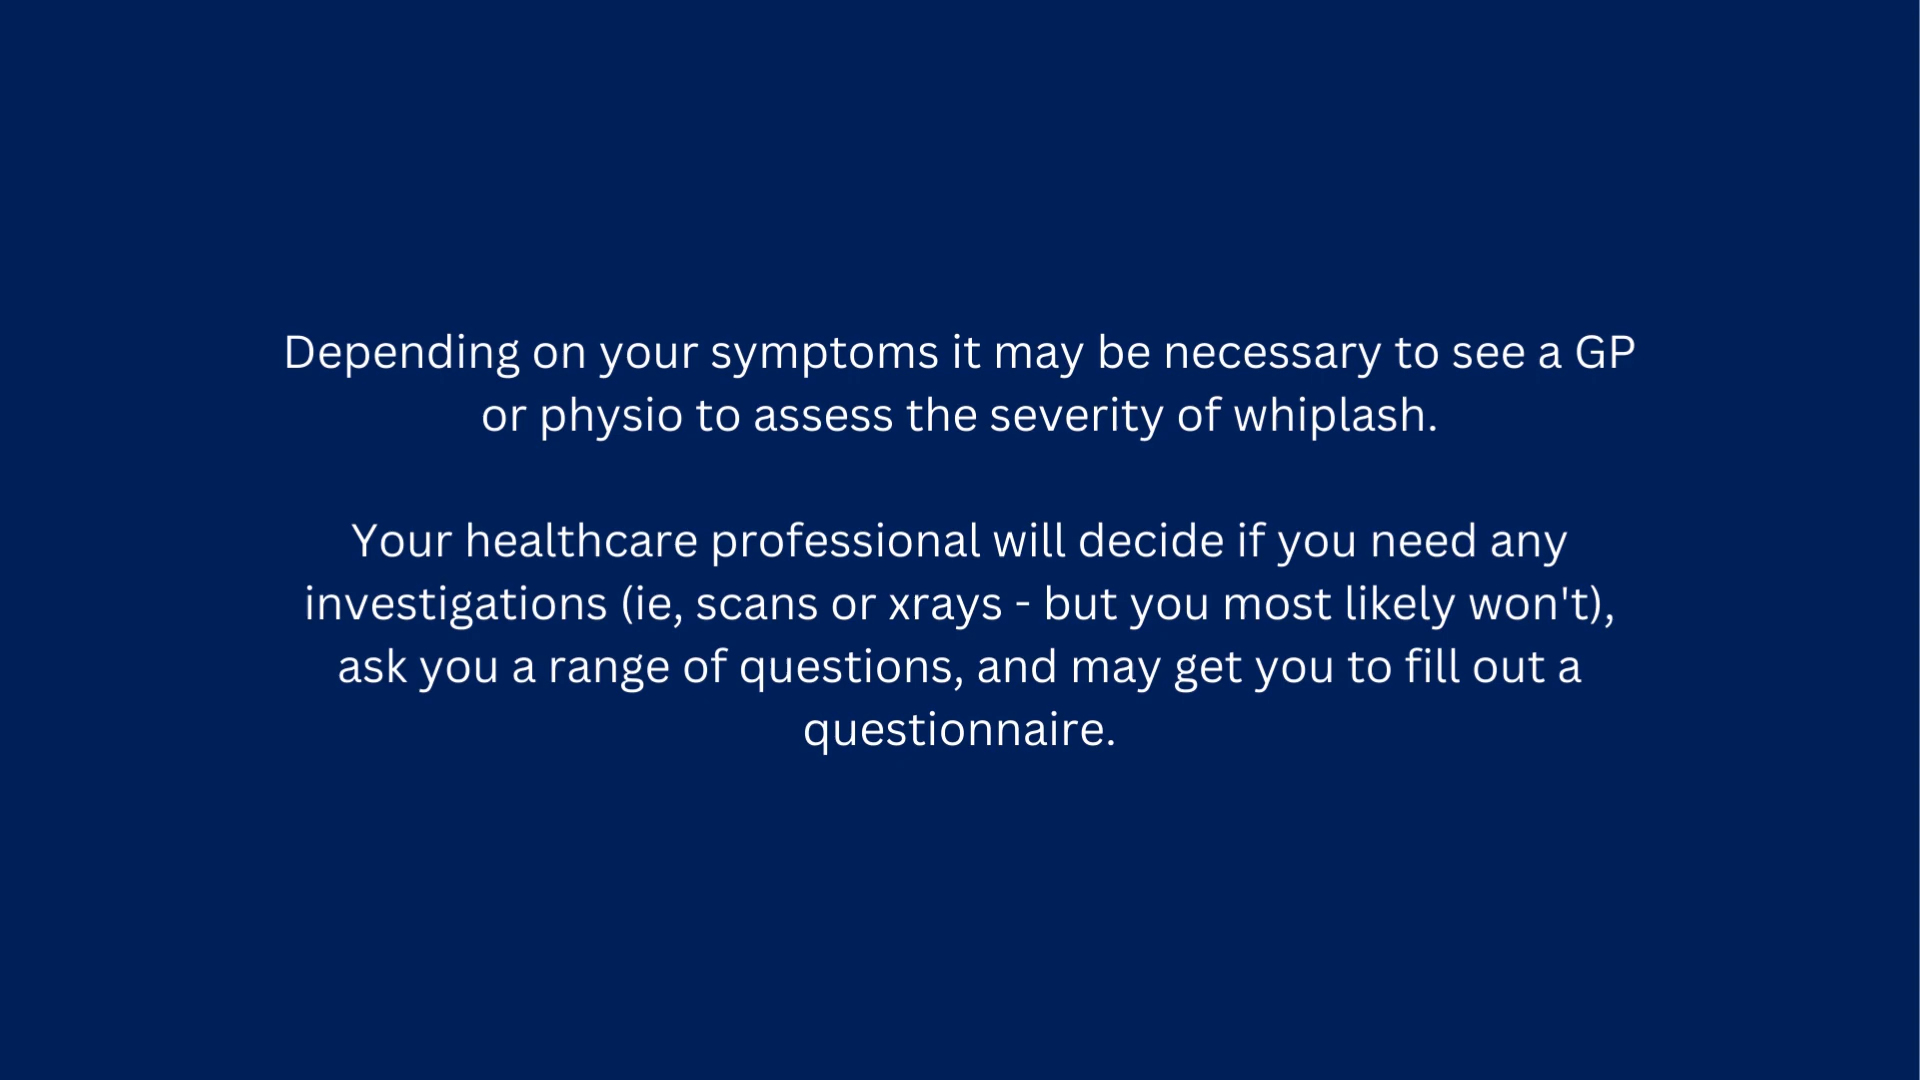 Depending on your symptoms it may be necessary to see a GP
or physio to assess the severity of whiplash.
Your healthcare professional will decide if you need any
investigations (ie, scans or xrays - but you most likely won't),
ask you a range of questions, and may get you to fill out a
questionnaire.